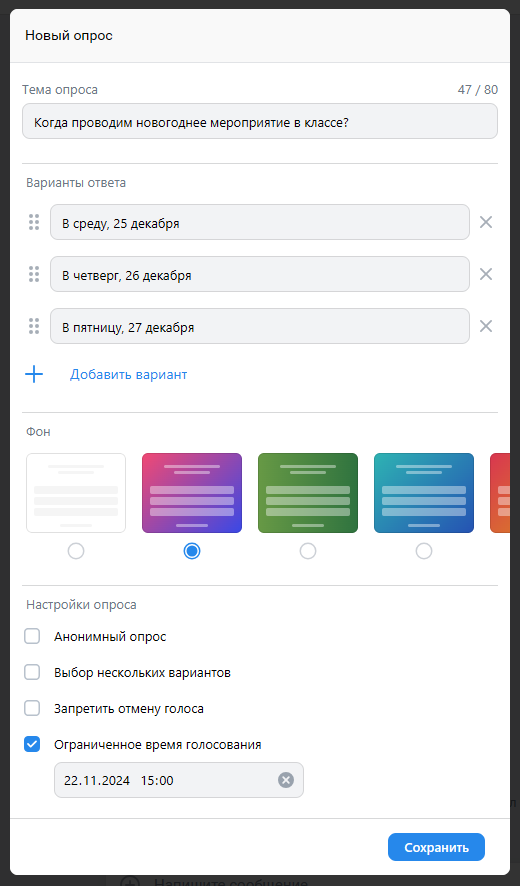 Новый опрос
Тема опроса 47 / 80
Когда проводим новогоднее мероприятие в классе?
Варианты ответа
В среду, 25 декабря
В четверг, 26 декабря
В пятницу, 27 декабря
Добавить вариант
Фон
Настройки опроса
Анонимный опрос
Выбор нескольких вариантов
Запретить отмену голоса
Ограниченное время голосования
22.11.2024 15:00
Сохранить
Напишите сообщение